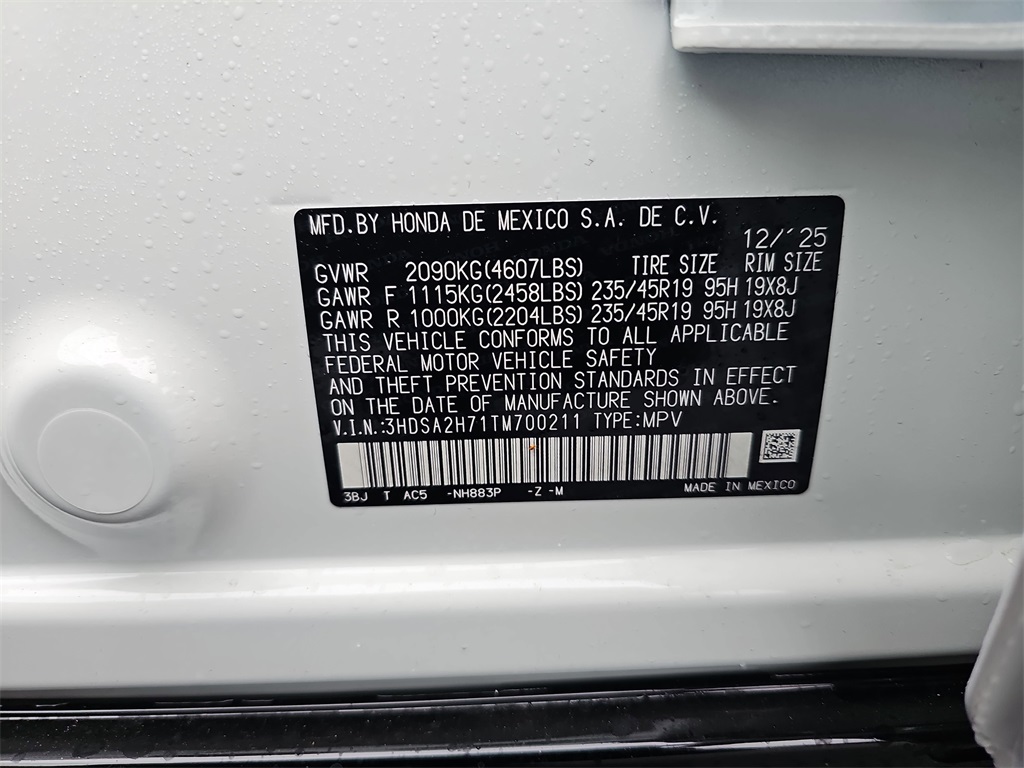 MFD.BY HONDA DE MEXICO S.A. DE C.V.
12/'25
GVWR 2090KG(4607LBS) TIRE SIZE RIM SIZE
GAWR F 1115KG(2458LBS) 235/45R19 95H 19X8J
GAWR R 1000KG(2204LBS) 235/45R19 95H 19X8J
THIS VEHICLE CONFORMS TO ALL APPLICABLE
FEDERAL MOTOR VEHICLE SAFETY
AND THEFT PREVENTION STANDARDS IN EFFECT
ON THE DATE OF MANUFACTURE SHOWN ABOVE.
V.I.N.:3HDSA2H71TM700211 TYPE:MPV
3BJ T AC5 -NH883P -Z -M MADE IN MEXICO